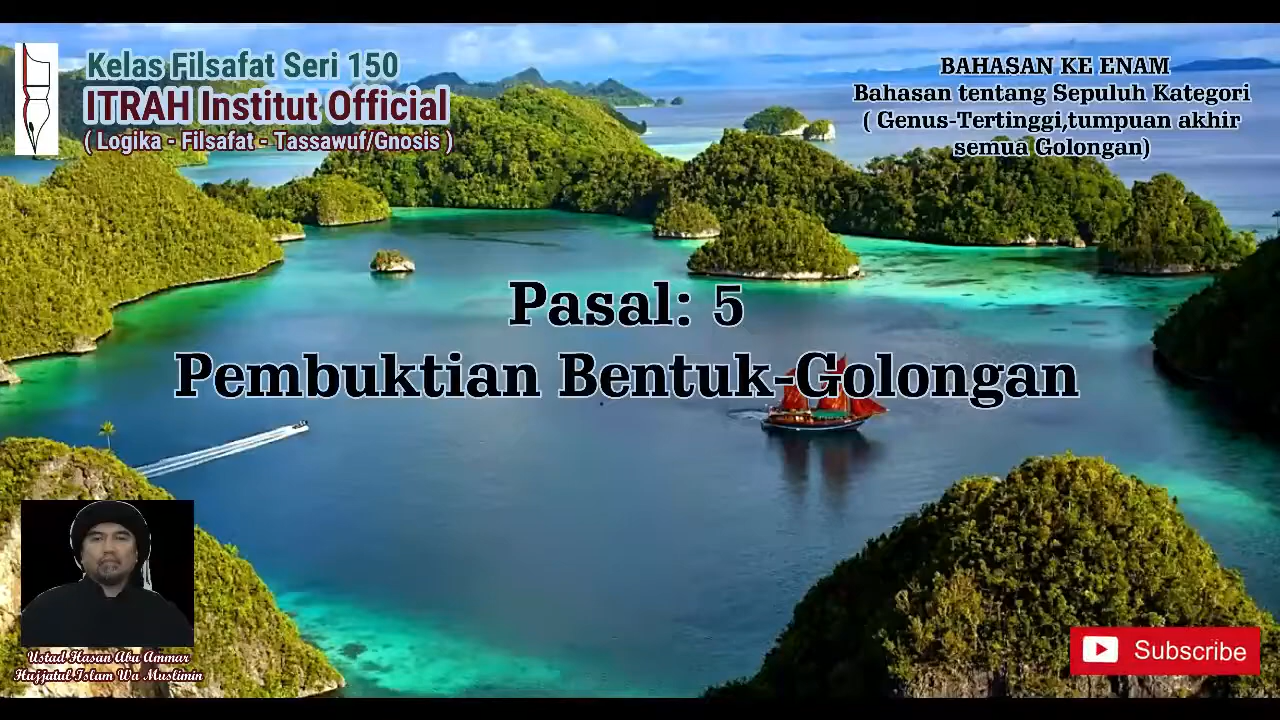 Kelas Filsafat Seri 150
ITRAH Institut Official
( Logika - Filsafat - Tassawuf/Gnosis )
BAHASAN KE ENAM
Bahasan tentang Sepuluh Kategori
( Genus-Tertinggi,tumpuan akhir
semua Golongan)
Pasal: 5
Pembuktian Bentuk-Golongan
Ustad Hasan Abu Ammar
Hujjatul Islam Wa Muslimin
Subscribe